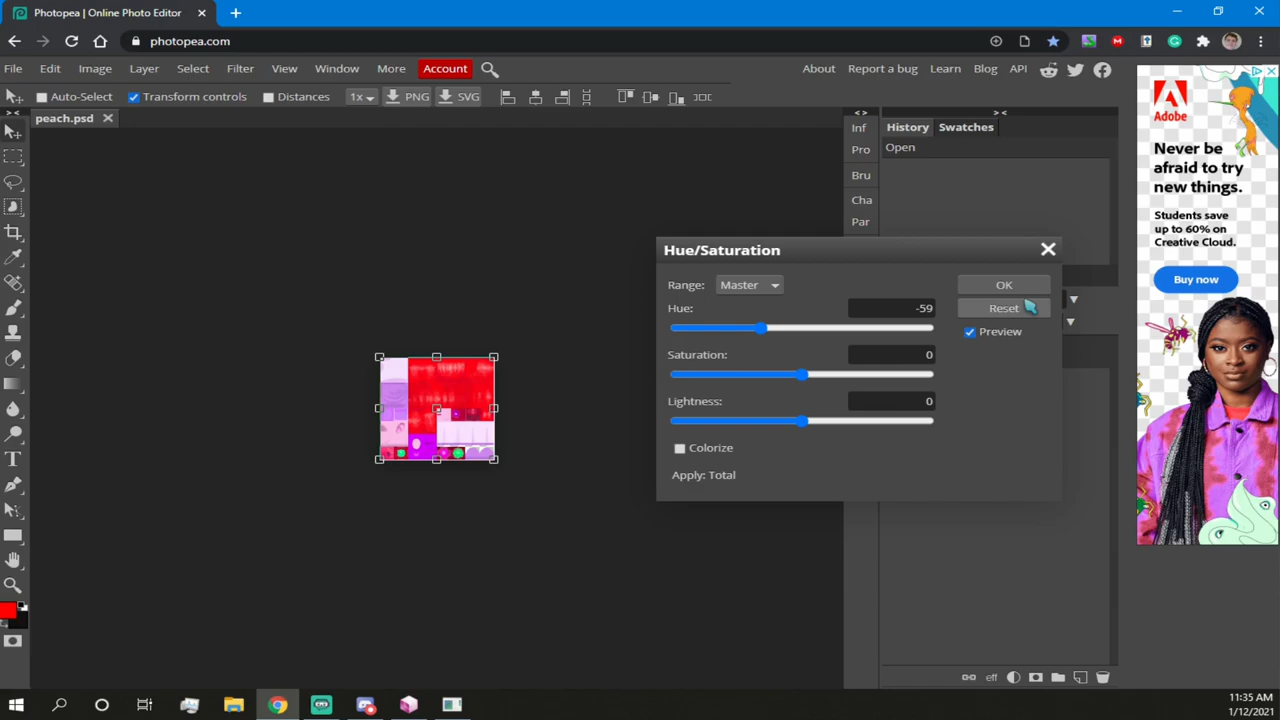 Photopea | Online Photo Editor
photopea.com
File Edit Image Layer Select Filter View Window More Account
About Report a bug Learn Blog API
Auto-Select Transform controls Distances 1x PNG SVG
peach.psd
Inf
Pro
Bru
Cha
Par
History Swatches
Open
Hue/Saturation
Range: Master OK
Hue: -59 Reset
Preview
Saturation: 0
Lightness: 0
Colorize
Apply: Total
eff
Adobe
Never be
afraid to try
new things.
Students save
up to 60% on
Creative Cloud.
Buy now
11:35 AM
1/12/2021